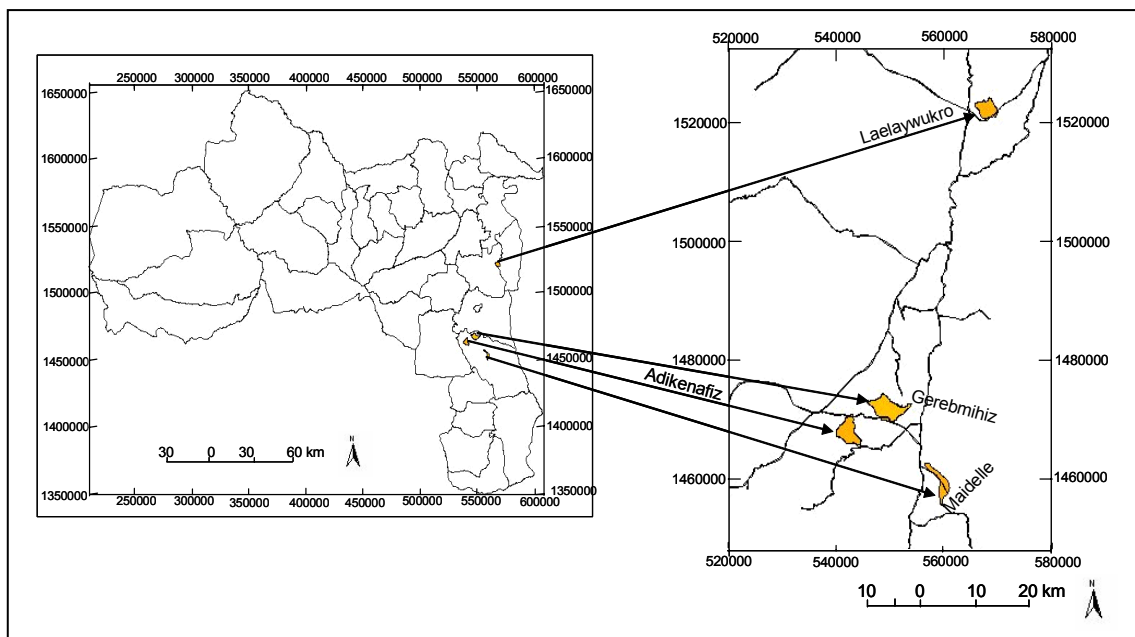 250000 300000 350000 400000 450000 500000 550000 600000
1650000 1650000
1600000 1600000
1550000 1550000
1500000 1500000
1450000 1450000
1400000 1400000
1350000 1350000
250000 300000 350000 400000 450000 500000 550000 600000
30 0 30 60 km
N
520000 540000 560000 580000
Laelaywukro
1520000 1520000
1500000 1500000
1480000 1480000
Adikenafiz
Gerebmihiz
1460000 1460000
Maidelle
520000 540000 560000 580000
10 0 10 20 km
N